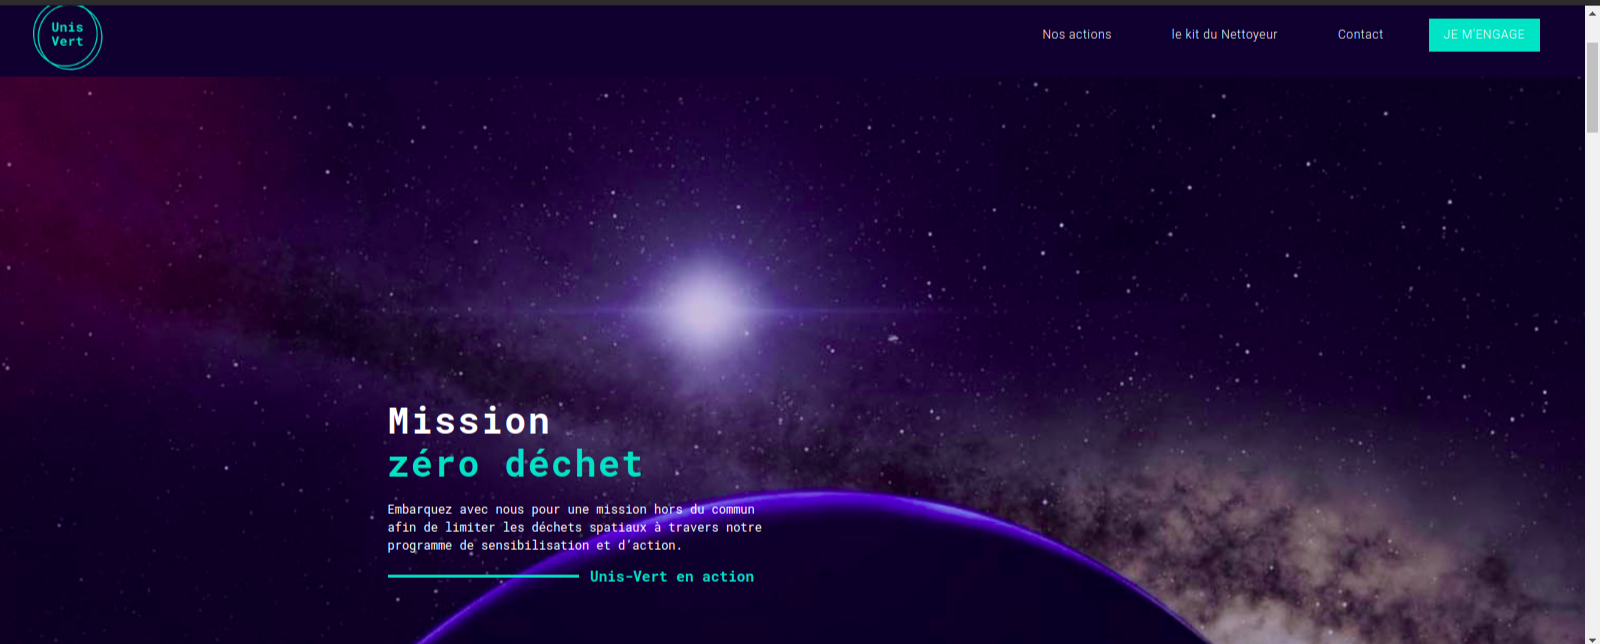 Unis
Vert
Nos actions
le kit du Nettoyeur
Contact
JE M'ENGAGE
Mission
zéro déchet
Embarquez avec nous pour une mission hors du commun
afin de limiter les déchets spatiaux à travers notre
programme de sensibilisation et d’action.
Unis-Vert en action